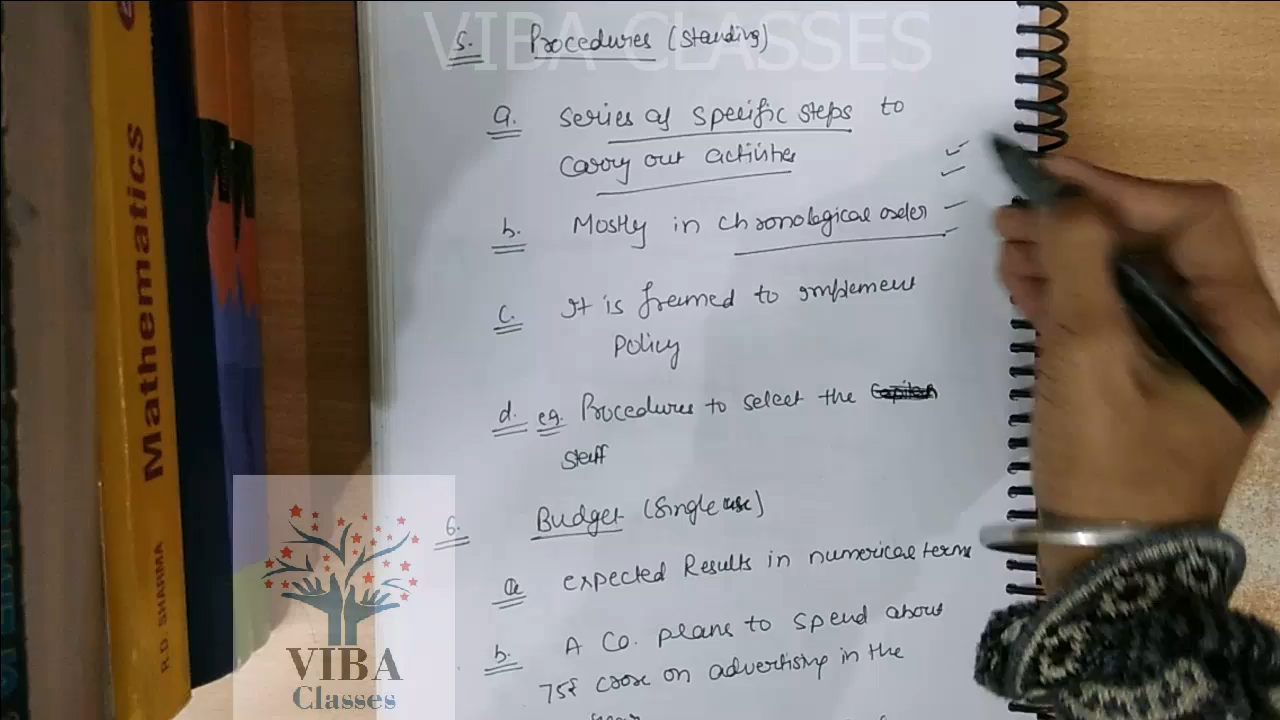 VIBA CLASSES
5. Procedures (Standing)
a. Series of specific steps to
carry out activities
b. Mostly in chronological order
c. It is framed to implement
policy
d. eg. Procedures to select the
staff
6. Budget (Single use)
a expected Results in numerical terms
b. A Co. plans to spend about
crore on advertising in the
Mathematics
R.D. SHARMA
VIBA
Classes